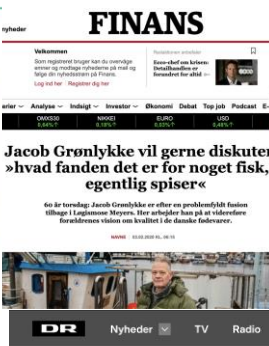 nyheder
FINANS
Velkommen
Som registreret bruger kan du overvåge
emner og modtage nyhederne på mail og
følge din nyhedsstrøm på Finans.
Log ind her Registrer dig her
Ecco-chef om krisen:
Detailhandlen er
forandret for altid
Analyse Indsigt Investor Økonomi Debat Top job Podcast E-
OMXS30 NIKKEI EURO USD
Jacob Grønlykke vil gerne diskuter
»hvad fanden det er for noget fisk,
egentlig spiser«
60 år torsdag: Jacob Grønlykke er efter en problemfyldt fusion
tilbage i Løgismose Meyers. Her arbejder han på at videreføre
forældrenes vision om kvalitet i de danske fødevarer.
NAVNE
DR Nyheder TV Radio